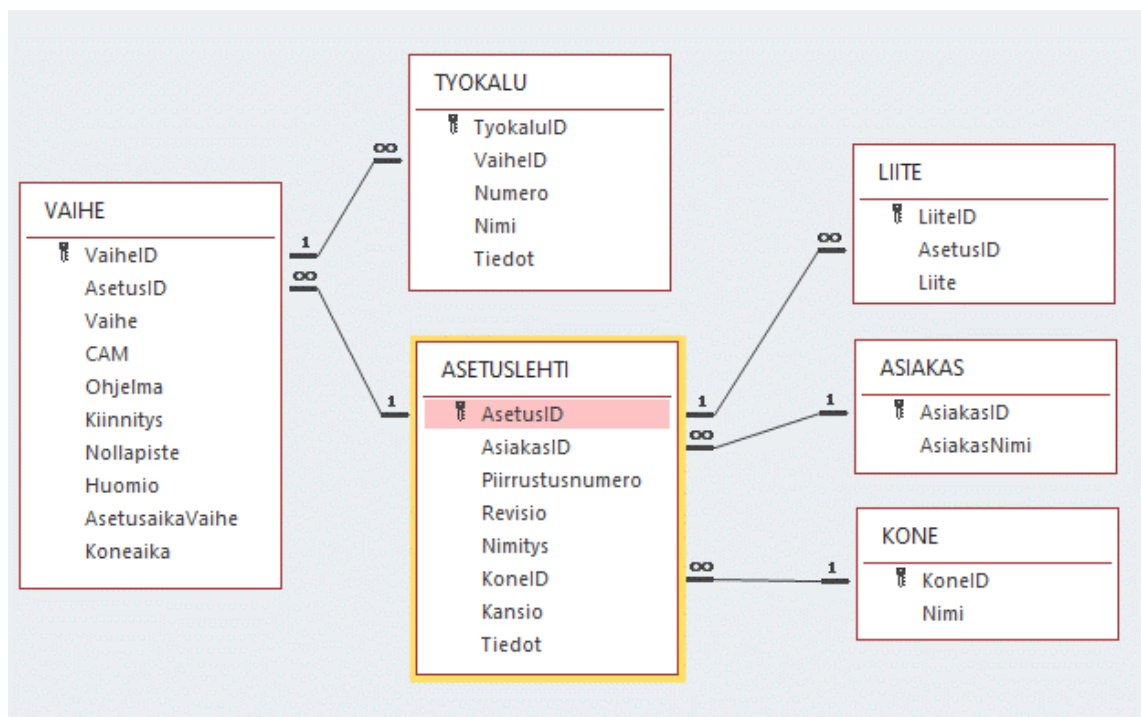 TYOKALU
TyokaluID
VaiheID
Numero
Nimi
Tiedot
VAIHE
VaiheID
AsetusID
Vaihe
CAM
Ohjelma
Kiinnitys
Nollapiste
Huomio
AsetusaikaVaihe
Koneaika
1
∞
∞
1
ASETUSLEHTI
AsetusID
AsiakasID
Piirrustusnumero
Revisio
Nimitys
KoneID
Kansio
Tiedot
1
∞
∞
1
∞
1
LIITE
LiiteID
AsetusID
Liite
ASIAKAS
AsiakasID
AsiakasNimi
KONE
KoneID
Nimi